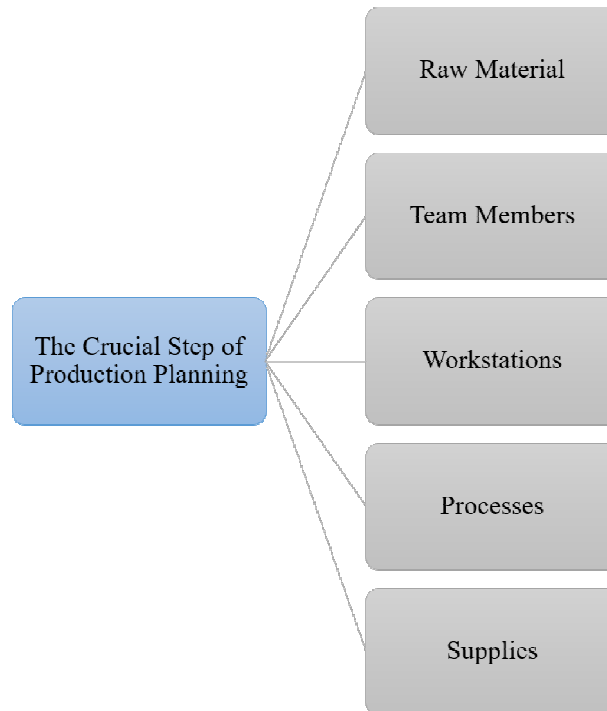 Raw Material
Team Members
The Crucial Step of
Production Planning
Workstations
Processes
Supplies